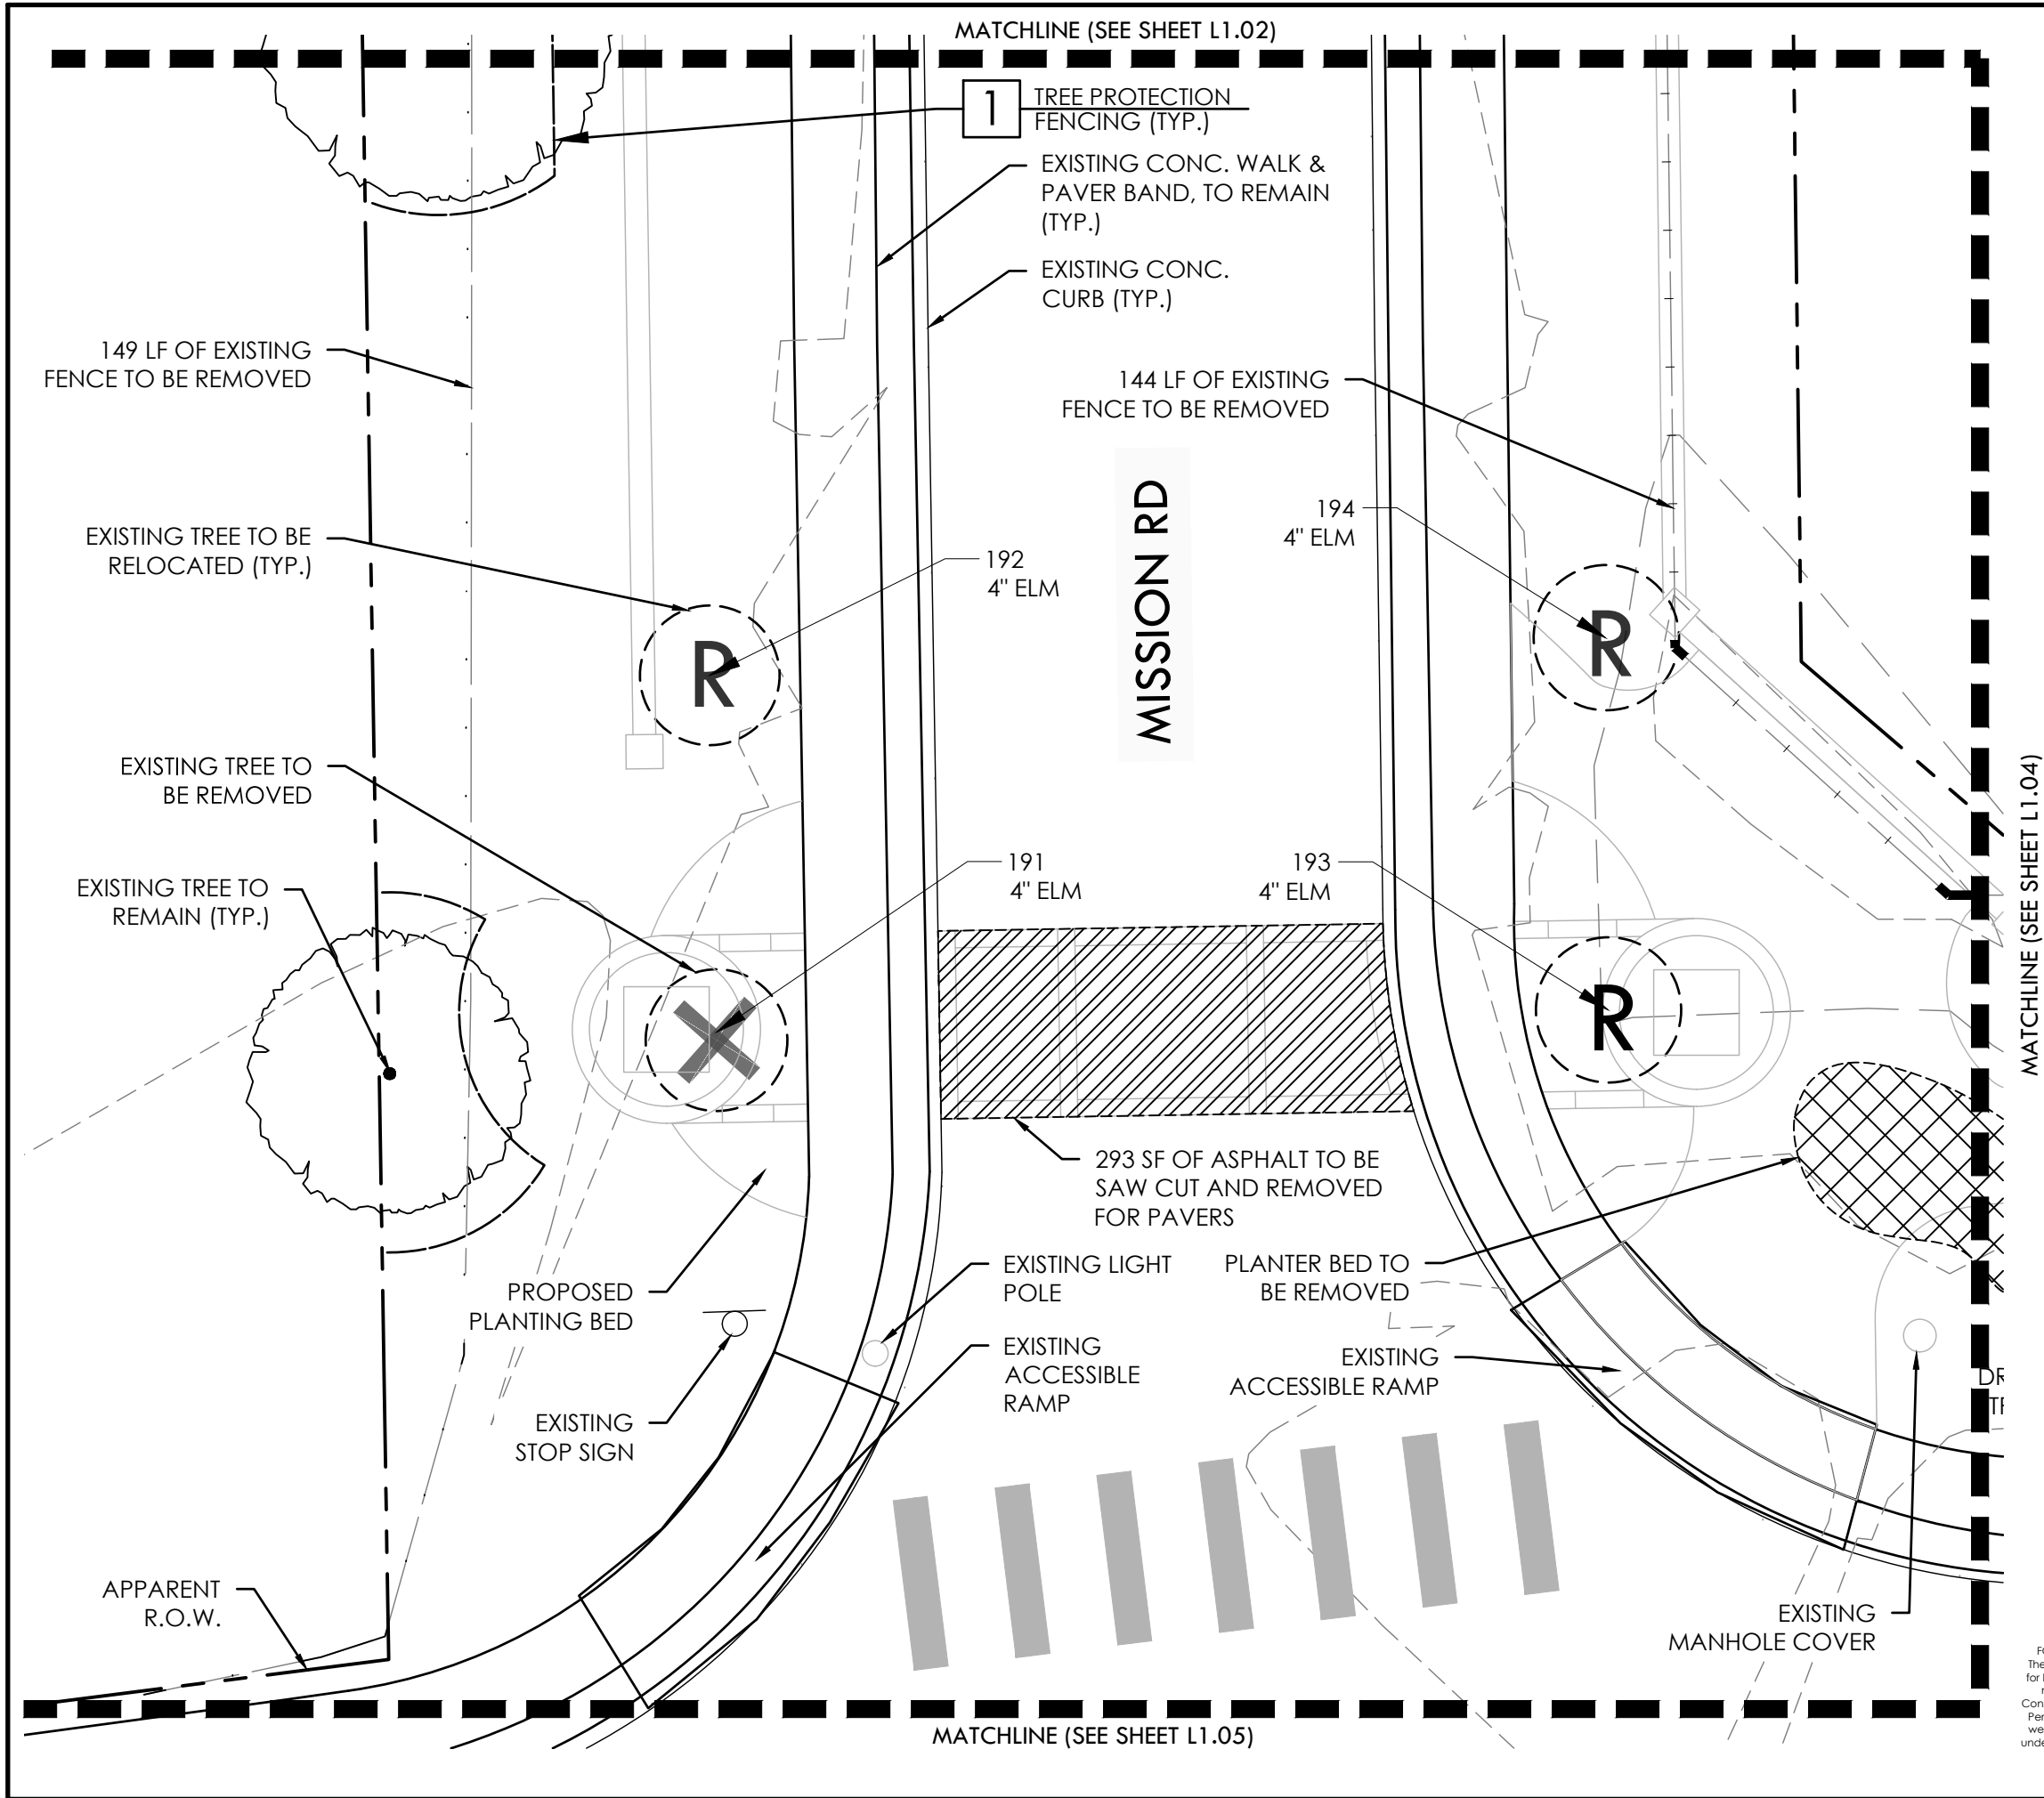 MATCHLINE (SEE SHEET L1.02)
1
TREE PROTECTION
FENCING (TYP.)
EXISTING CONC. WALK &
PAVER BAND, TO REMAIN
(TYP.)
EXISTING CONC.
CURB (TYP.)
149 LF OF EXISTING
FENCE TO BE REMOVED
144 LF OF EXISTING
FENCE TO BE REMOVED
MISSION RD
EXISTING TREE TO BE
RELOCATED (TYP.)
192
4" ELM
194
4" ELM
R
R
EXISTING TREE TO
BE REMOVED
MATCHLINE (SEE SHEET L1.04)
EXISTING TREE TO
REMAIN (TYP.)
191
4" ELM
193
4" ELM
R
293 SF OF ASPHALT TO BE
SAW CUT AND REMOVED
FOR PAVERS
PROPOSED
PLANTING BED
EXISTING LIGHT
POLE
PLANTER BED TO
BE REMOVED
EXISTING
ACCESSIBLE
RAMP
EXISTING
ACCESSIBLE RAMP
EXISTING
STOP SIGN
APPARENT
R.O.W.
EXISTING
MANHOLE COVER
MATCHLINE (SEE SHEET L1.05)